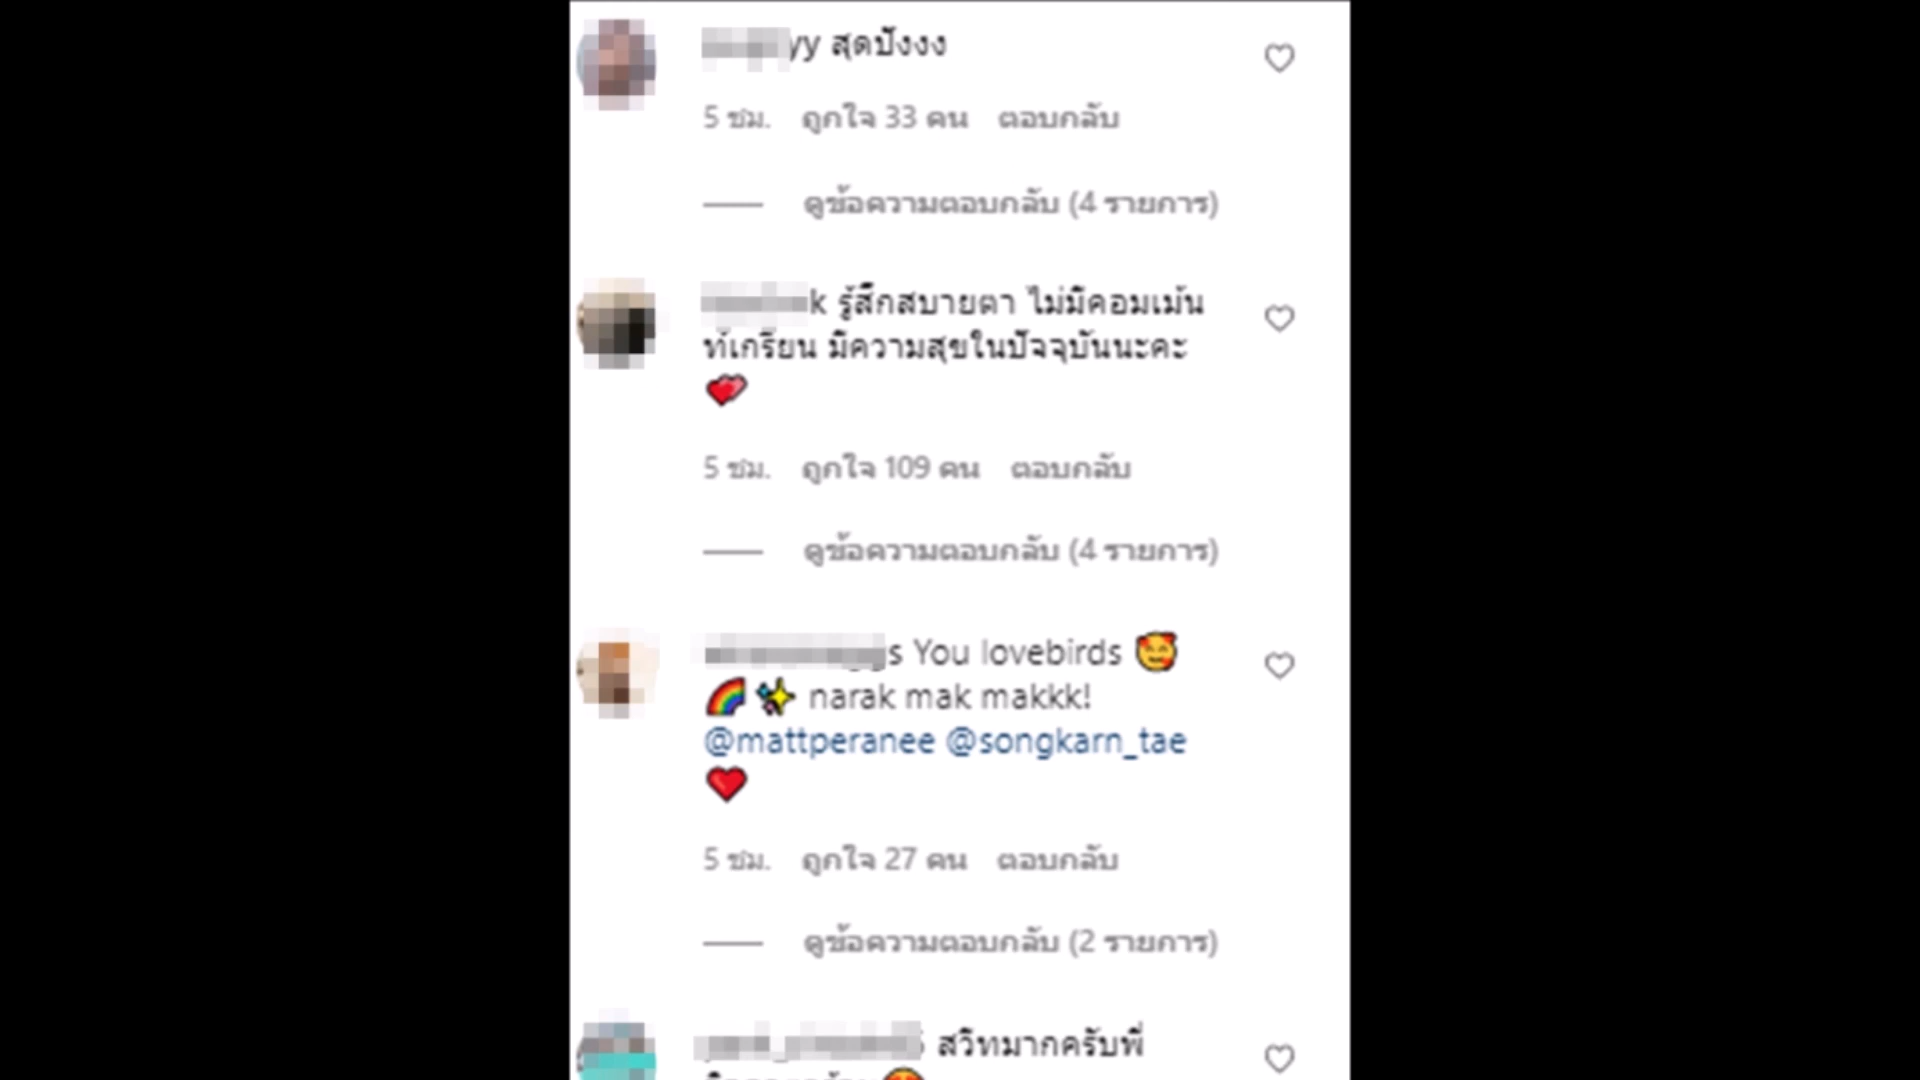 yy สุดปังงง
5 ชม. ถูกใจ 33 คน ตอบกลับ
ดูข้อความตอบกลับ (4 รายการ)
k รู้สึกสบายตา ไม่มีคอมเม้น
ท์เกรียน มีความสุขในปัจจุบันนะคะ
💕
5 ชม. ถูกใจ 109 คน ตอบกลับ
ดูข้อความตอบกลับ (4 รายการ)
s You lovebirds 🥰
🌈✨ narak mak makkk!
@mattperanee @songkarn_tae
❤️
5 ชม. ถูกใจ 27 คน ตอบกลับ
ดูข้อความตอบกลับ (2 รายการ)
สวีทมากครับพี่